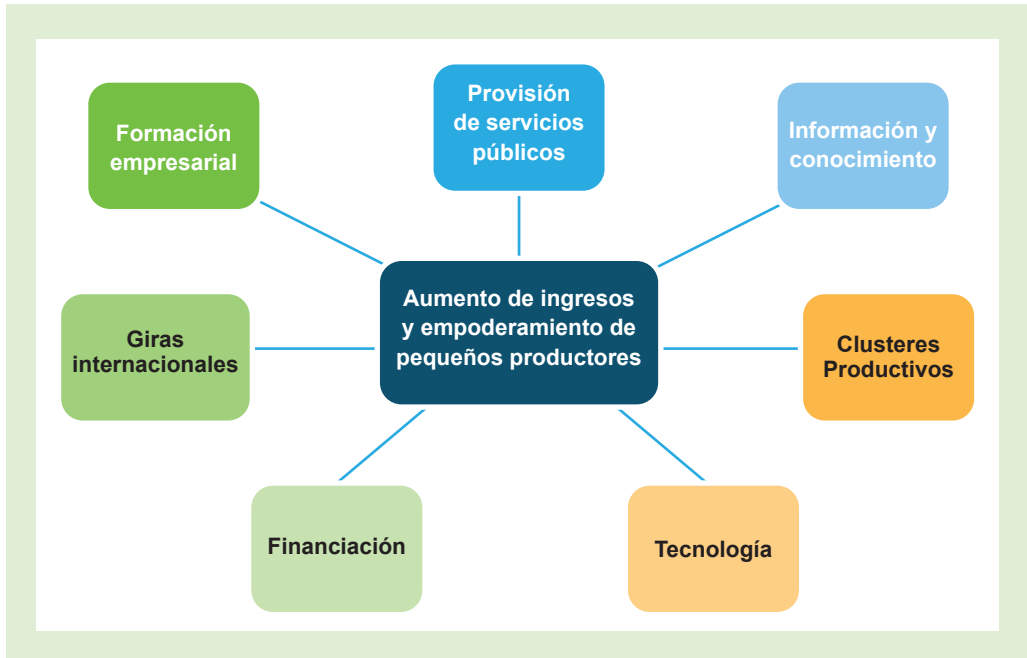 Formación
empresarial
Provisión
de servicios
públicos
Información y
conocimiento
Aumento de ingresos
y empoderamiento de
pequeños productores
Giras
internacionales
Clusteres
Productivos
Financiación
Tecnología